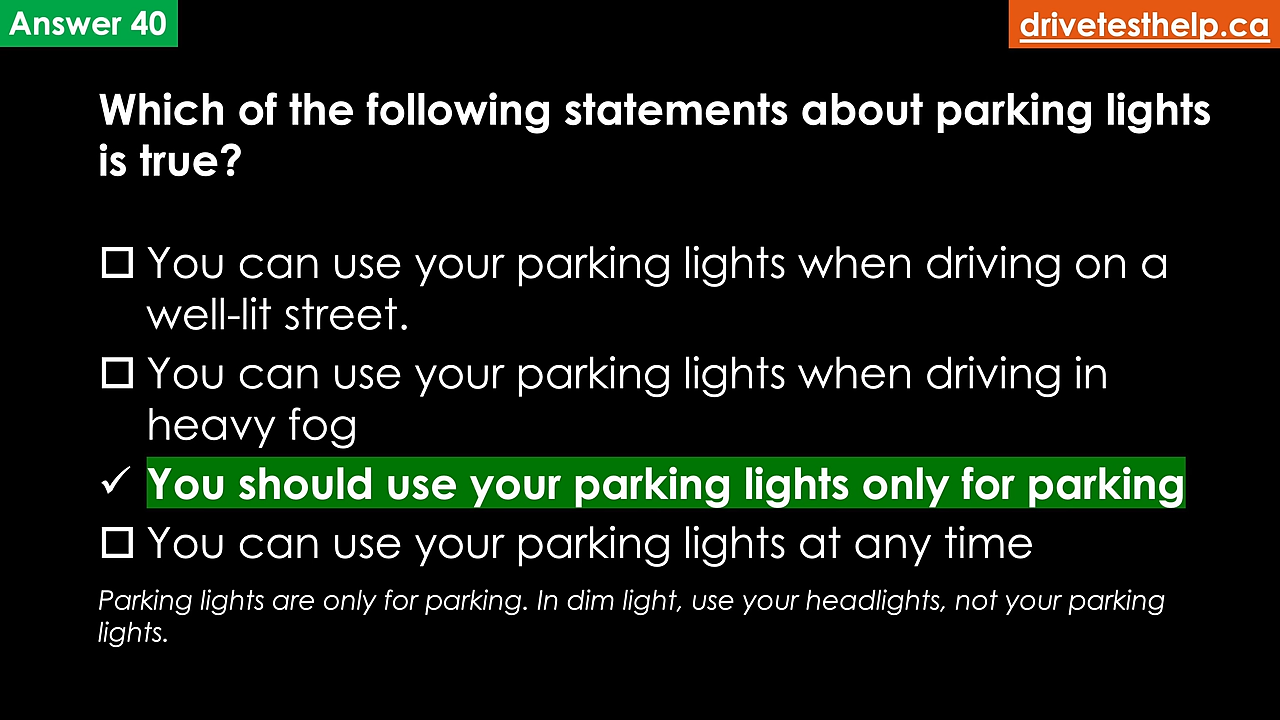 Answer 40
drivetesthelp.ca
Which of the following statements about parking lights
is true?
You can use your parking lights when driving on a
well-lit street.
You can use your parking lights when driving in
heavy fog
You should use your parking lights only for parking
You can use your parking lights at any time
Parking lights are only for parking. In dim light, use your headlights, not your parking
lights.